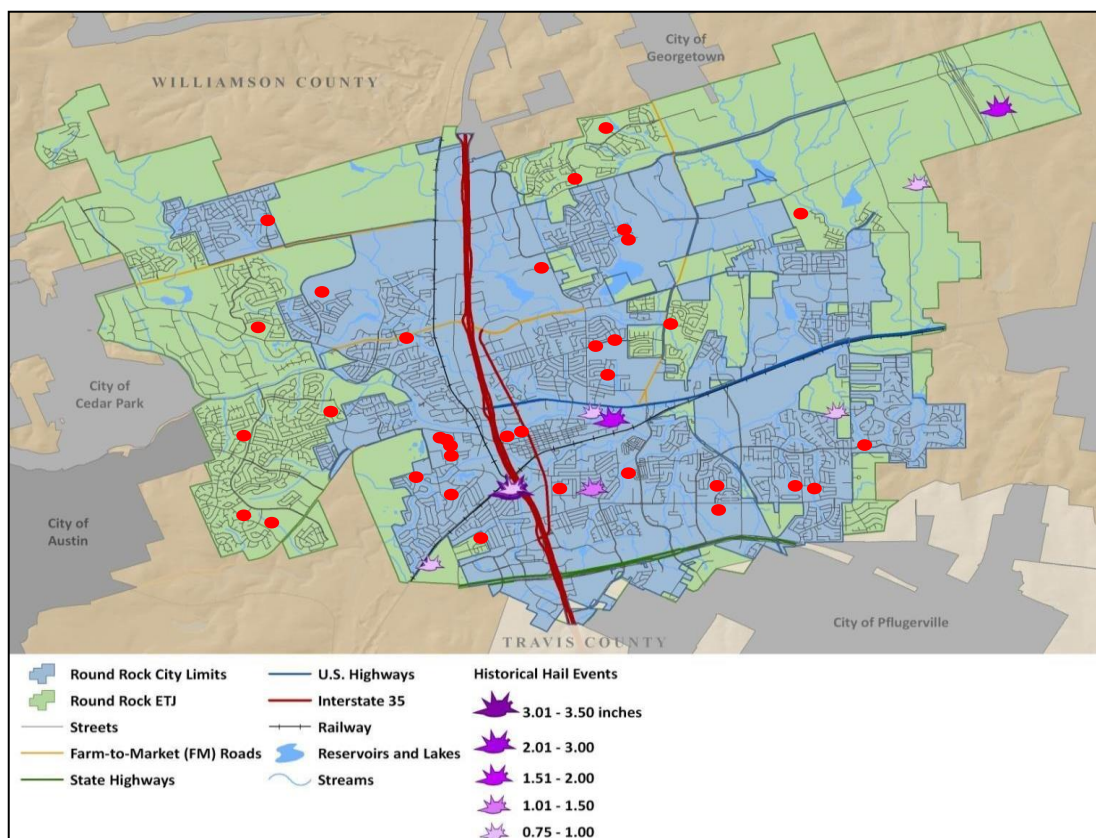 City of
Georgetown
WILLIAMSON COUNTY
City of
Cedar Park
City of
Austin
City of Pflugerville
TRAVIS COUNTY
Round Rock City Limits
Round Rock ETJ
Streets
Farm-to-Market (FM) Roads
State Highways
U.S. Highways
Interstate 35
Railway
Reservoirs and Lakes
Streams
Historical Hail Events
3.01 - 3.50 inches
2.01 - 3.00
1.51 - 2.00
1.01 - 1.50
0.75 - 1.00